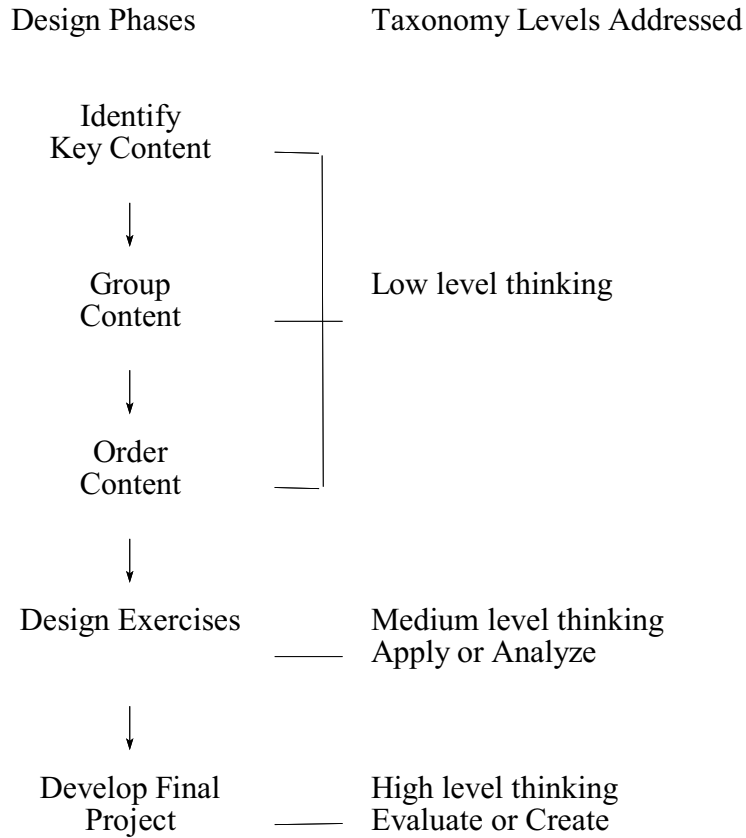 Design Phases
Taxonomy Levels Addressed
Identify
Key Content
Group
Content
Low level thinking
Order
Content
Design Exercises
Medium level thinking
Apply or Analyze
Develop Final
Project
High level thinking
Evaluate or Create